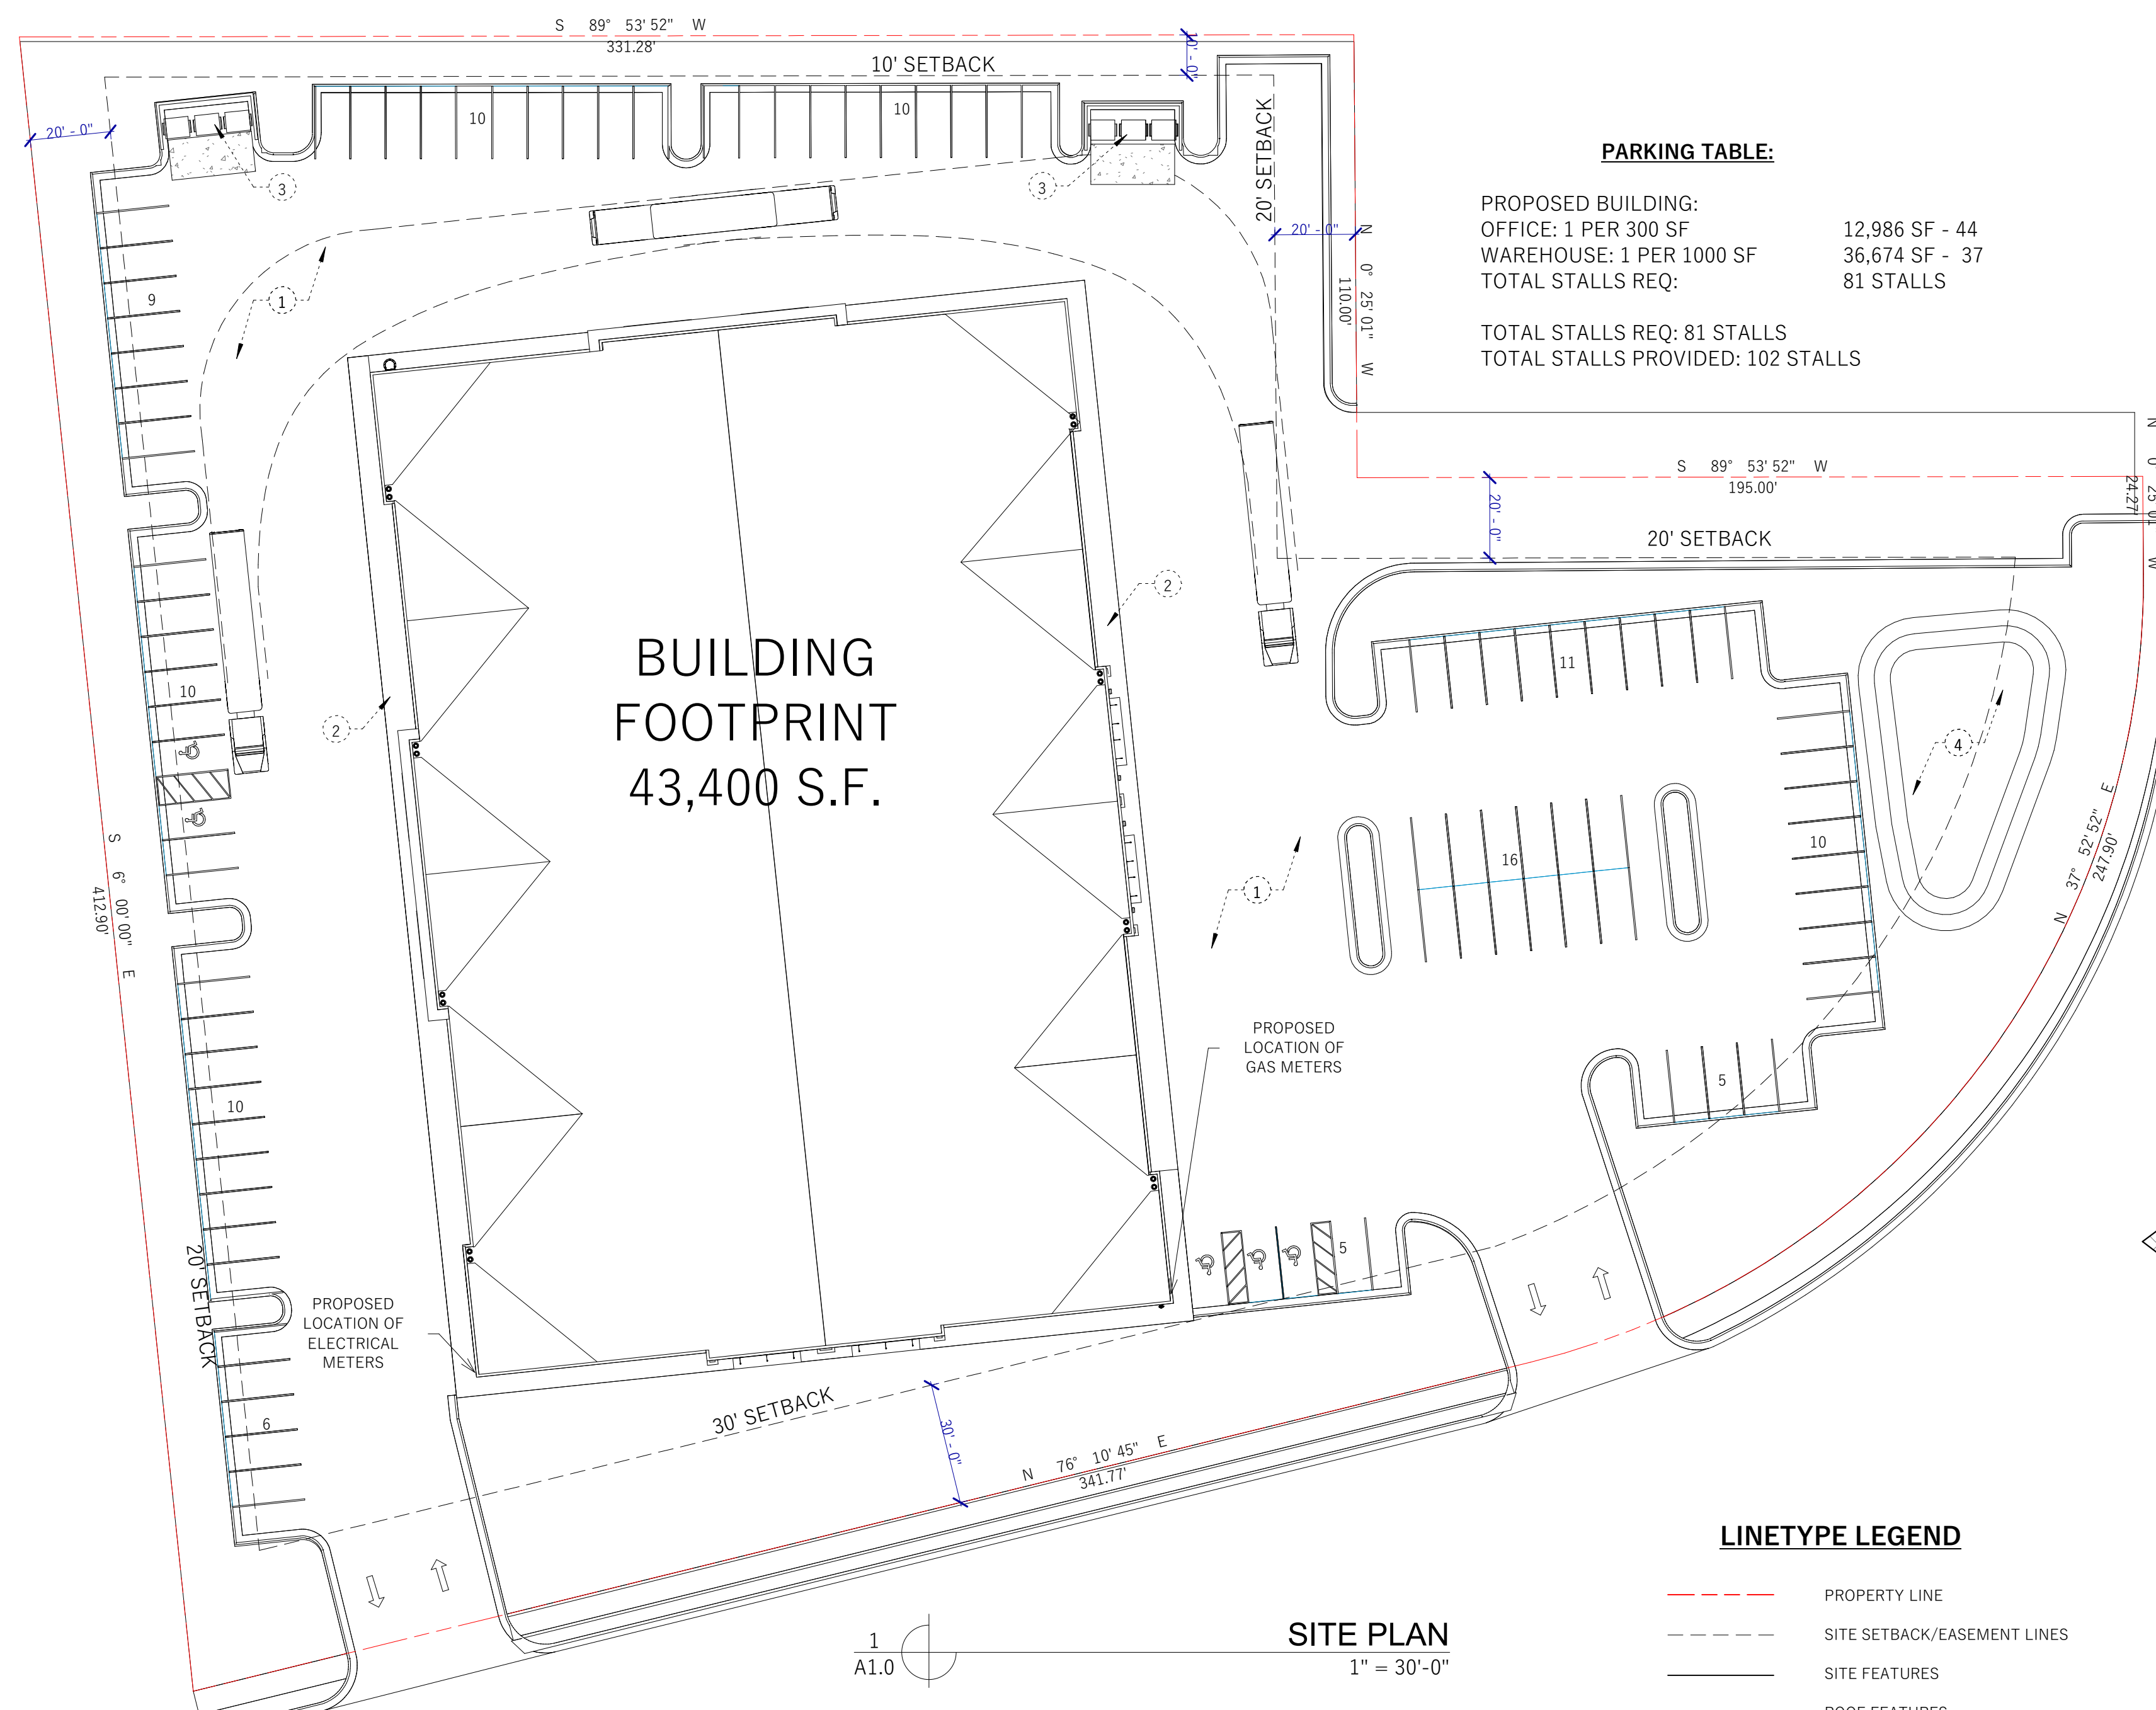 S 89° 53' 52" W
331.28'
10' SETBACK
10' - 0"
20' - 0"
10
10
3
3
20' SETBACK
20' - 0"
N 0° 25' 01" W
110.00'
PARKING TABLE:
PROPOSED BUILDING:
OFFICE: 1 PER 300 SF 12,986 SF - 44
WAREHOUSE: 1 PER 1000 SF 36,674 SF - 37
TOTAL STALLS REQ: 81 STALLS
TOTAL STALLS REQ: 81 STALLS
TOTAL STALLS PROVIDED: 102 STALLS
9
1
S 89° 53' 52" W
195.00'
20' - 0"
20' SETBACK
N 0° 25' 01" W
24.27'
2
BUILDING
FOOTPRINT
43,400 S.F.
10
2
11
4
16
10
1
N 37° 52' 52" E
247.90'
S 6° 00' 00" E
412.90'
PROPOSED
LOCATION OF
GAS METERS
10
5
5
20' SETBACK
PROPOSED
LOCATION OF
ELECTRICAL
METERS
6
30' SETBACK
30' - 0"
N 76° 10' 45" E
341.77'
1
A1.0
SITE PLAN
1" = 30'-0"
LINETYPE LEGEND
PROPERTY LINE
SITE SETBACK/EASEMENT LINES
SITE FEATURES
ROOF FEATURES